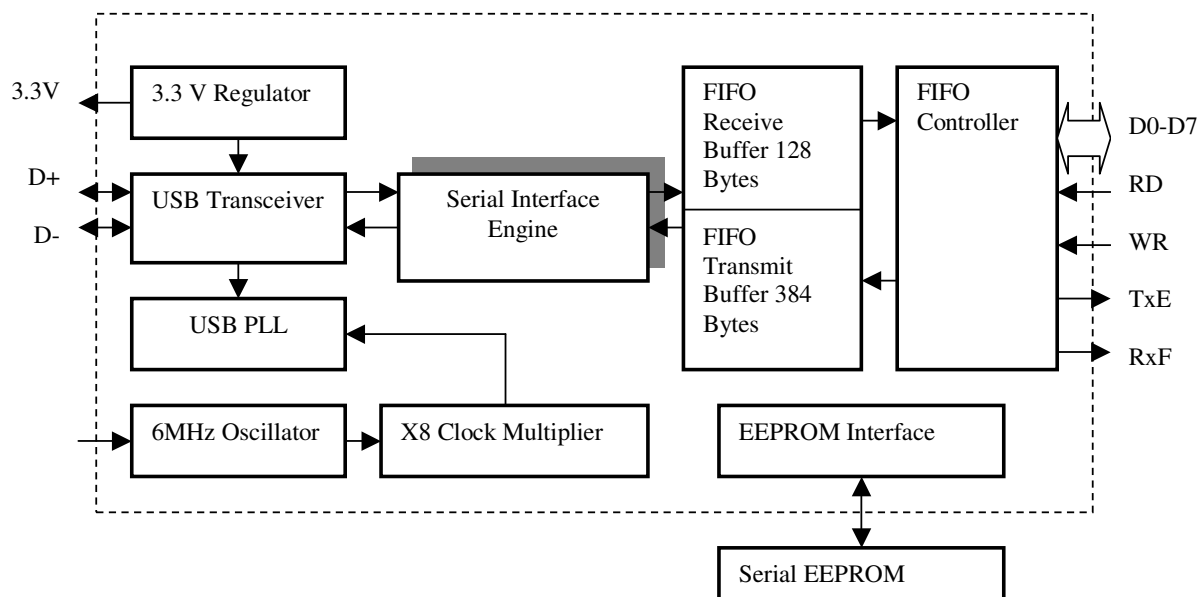 3.3V
D+
D-
3.3 V Regulator
USB Transceiver
USB PLL
6MHz Oscillator
X8 Clock Multiplier
Serial Interface
Engine
FIFO
Receive
Buffer 128
Bytes
FIFO
Transmit
Buffer 384
Bytes
FIFO
Controller
D0-D7
RD
WR
TxE
RxF
EEPROM Interface
Serial EEPROM